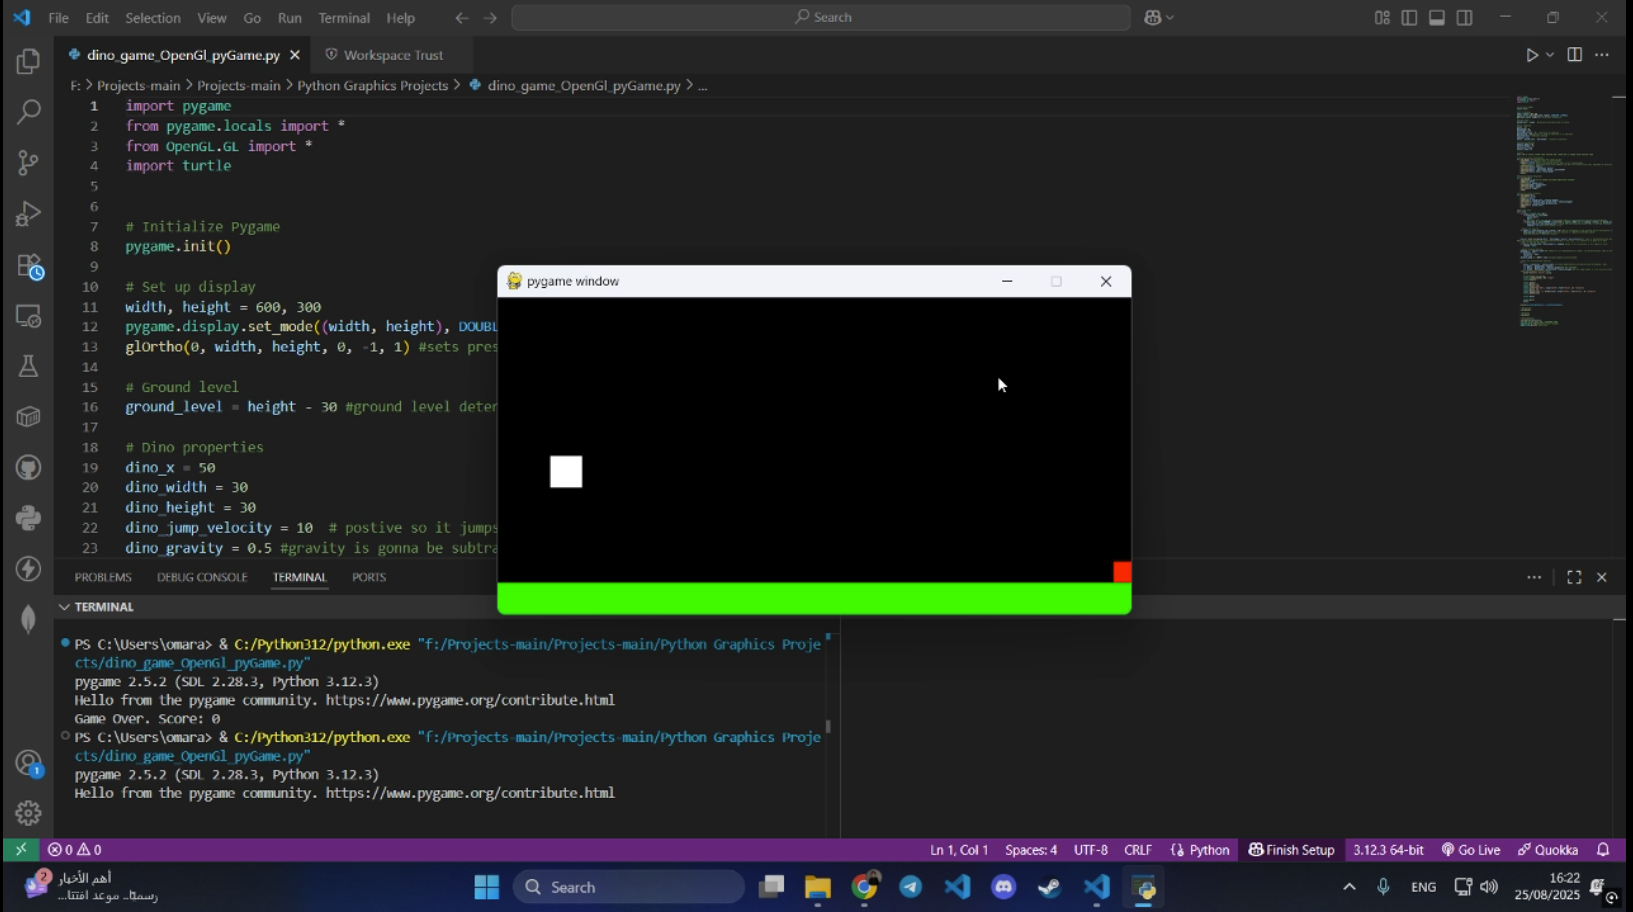 File Edit Selection View Go Run Terminal Help
Search
dino_game_OpenGl_pyGame.py
Workspace Trust
F: > Projects-main > Projects-main > Python Graphics Projects > dino_game_OpenGl_pyGame.py > ...
1 import pygame
2 from pygame.locals import *
3 from OpenGL.GL import *
4 import turtle
5
6
7 # Initialize Pygame
8 pygame.init()
9
10 # Set up display
11 width, height = 600, 300
12 pygame.display.set_mode((width, height), DOUBL
13 glOrtho(0, width, height, 0, -1, 1) #sets pres
14
15 # Ground level
16 ground_level = height - 30 #ground level deter
17
18 # Dino properties
19 dino_x = 50
20 dino_width = 30
21 dino_height = 30
22 dino_jump_velocity = 10 # postive so it jumps
23 dino_gravity = 0.5 #gravity is gonna be subtra
pygame window
PROBLEMS DEBUG CONSOLE TERMINAL PORTS
TERMINAL
PS C:\Users\omara> & C:/Python312/python.exe "f:/Projects-main/Projects-main/Python Graphics Proje
cts/dino_game_OpenGl_pyGame.py"
pygame 2.5.2 (SDL 2.28.3, Python 3.12.3)
Hello from the pygame community. https://www.pygame.org/contribute.html
Game Over. Score: 0
PS C:\Users\omara> & C:/Python312/python.exe "f:/Projects-main/Projects-main/Python Graphics Proje
cts/dino_game_OpenGl_pyGame.py"
pygame 2.5.2 (SDL 2.28.3, Python 3.12.3)
Hello from the pygame community. https://www.pygame.org/contribute.html
1
0 0 Ln 1, Col 1 Spaces: 4 UTF-8 CRLF Python Finish Setup 3.12.3 64-bit Go Live Quokka
2
أهم الأخبار
رسميًا.. موعد افتتا...
Search
ENG
16:22
25/08/2025